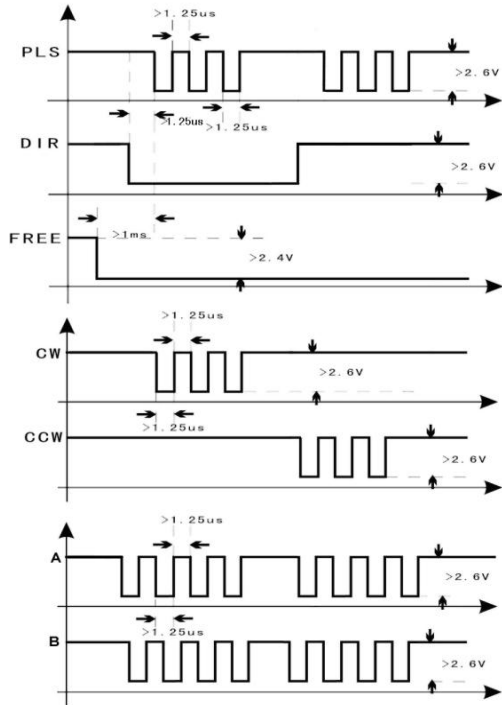 >1.25us
PLS
>2.6V
>1.25us >1.25us
DIR
>2.6V
FREE
>1ms
>2.4V
>1.25us
CW
>2.6V
>1.25us
CCW
>2.6V
>1.25us
A
>2.6V
>1.25us
B
>2.6V